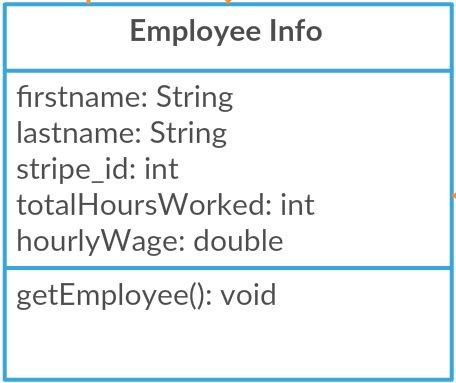 Employee Info
firstname: String
lastname: String
stripe_id: int
totalHoursWorked: int
hourlyWage: double
getEmployee(): void